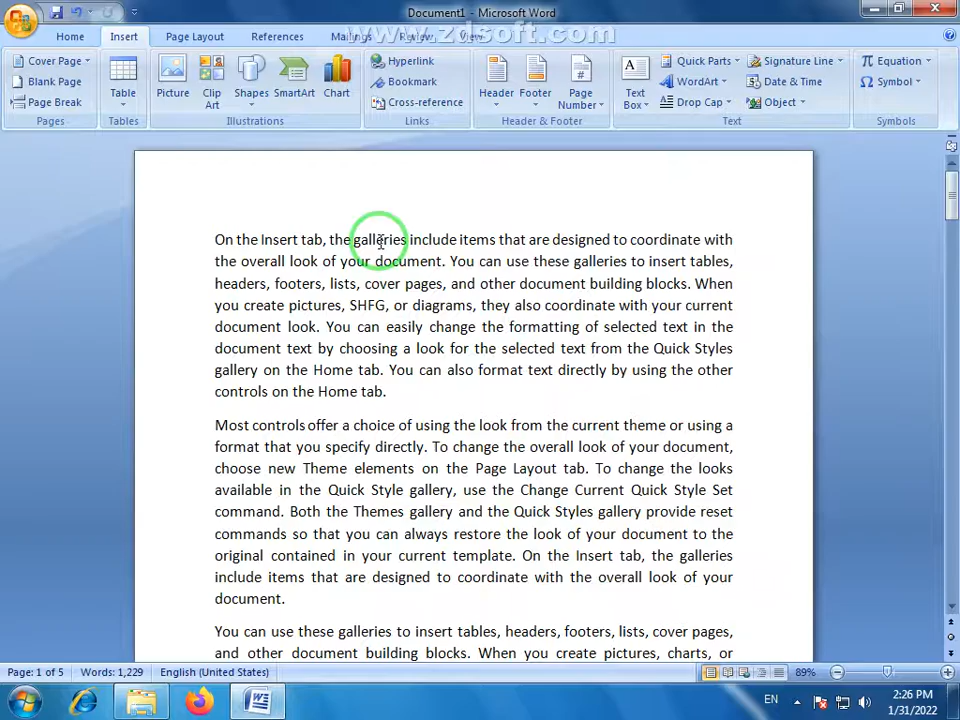 Document1 - Microsoft Word
www.zdsoft.com
Home Insert Page Layout References Mailings Review View
Cover Page
Blank Page
Page Break
Pages
Table
Tables
Picture Clip Art Shapes SmartArt Chart
Illustrations
Hyperlink
Bookmark
Cross-reference
Links
Header Footer Page Number
Header & Footer
Text Box
Quick Parts
WordArt
Drop Cap
Signature Line
Date & Time
Object
Text
Equation
Symbol
Symbols
On the Insert tab, the galleries include items that are designed to coordinate with
the overall look of your document. You can use these galleries to insert tables,
headers, footers, lists, cover pages, and other document building blocks. When
you create pictures, SHFG, or diagrams, they also coordinate with your current
document look. You can easily change the formatting of selected text in the
document text by choosing a look for the selected text from the Quick Styles
gallery on the Home tab. You can also format text directly by using the other
controls on the Home tab.
Most controls offer a choice of using the look from the current theme or using a
format that you specify directly. To change the overall look of your document,
choose new Theme elements on the Page Layout tab. To change the looks
available in the Quick Style gallery, use the Change Current Quick Style Set
command. Both the Themes gallery and the Quick Styles gallery provide reset
commands so that you can always restore the look of your document to the
original contained in your current template. On the Insert tab, the galleries
include items that are designed to coordinate with the overall look of your
document.
You can use these galleries to insert tables, headers, footers, lists, cover pages,
and other document building blocks. When you create pictures, charts, or
Page: 1 of 5 Words: 1,229 English (United States) 89%
EN 2:26 PM
1/31/2022